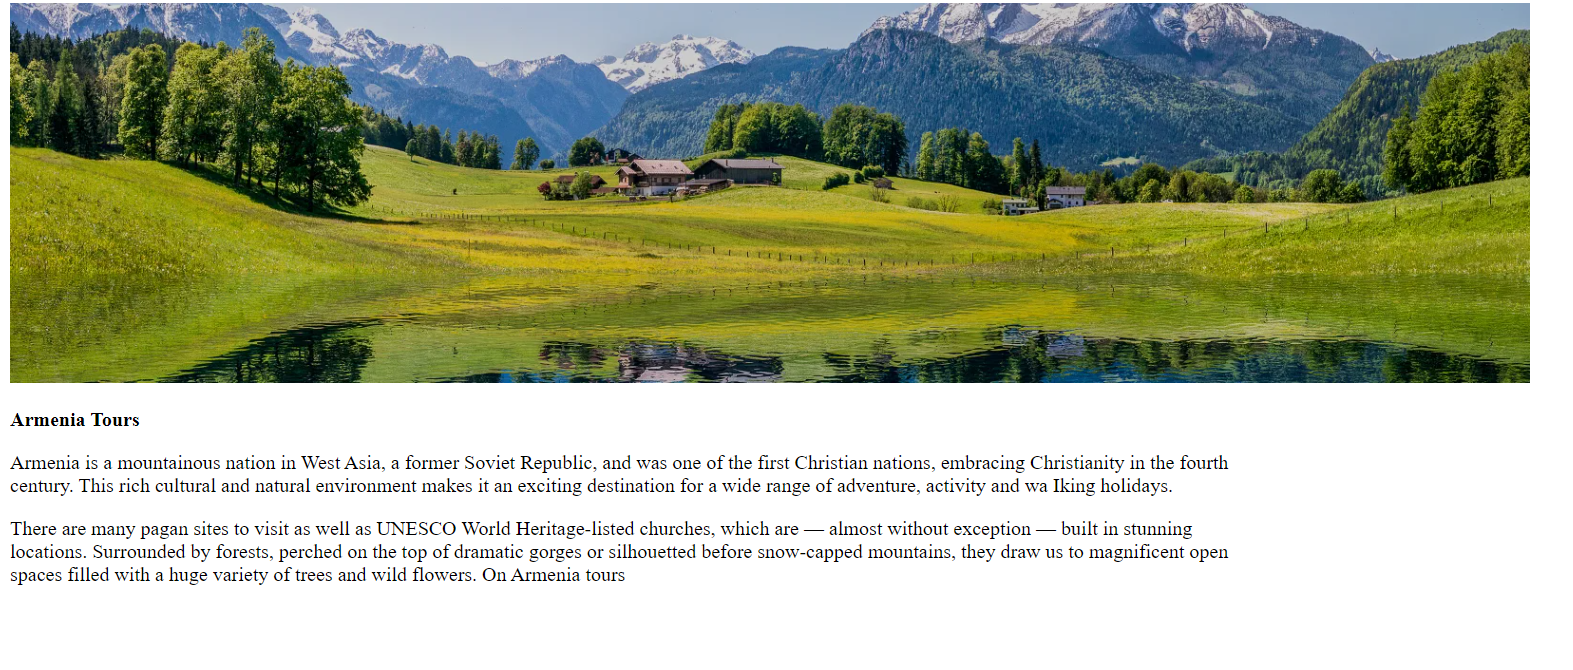 Armenia Tours
Armenia is a mountainous nation in West Asia, a former Soviet Republic, and was one of the first Christian nations, embracing Christianity in the fourth
century. This rich cultural and natural environment makes it an exciting destination for a wide range of adventure, activity and wa Iking holidays.
There are many pagan sites to visit as well as UNESCO World Heritage-listed churches, which are — almost without exception — built in stunning
locations. Surrounded by forests, perched on the top of dramatic gorges or silhouetted before snow-capped mountains, they draw us to magnificent open
spaces filled with a huge variety of trees and wild flowers. On Armenia tours